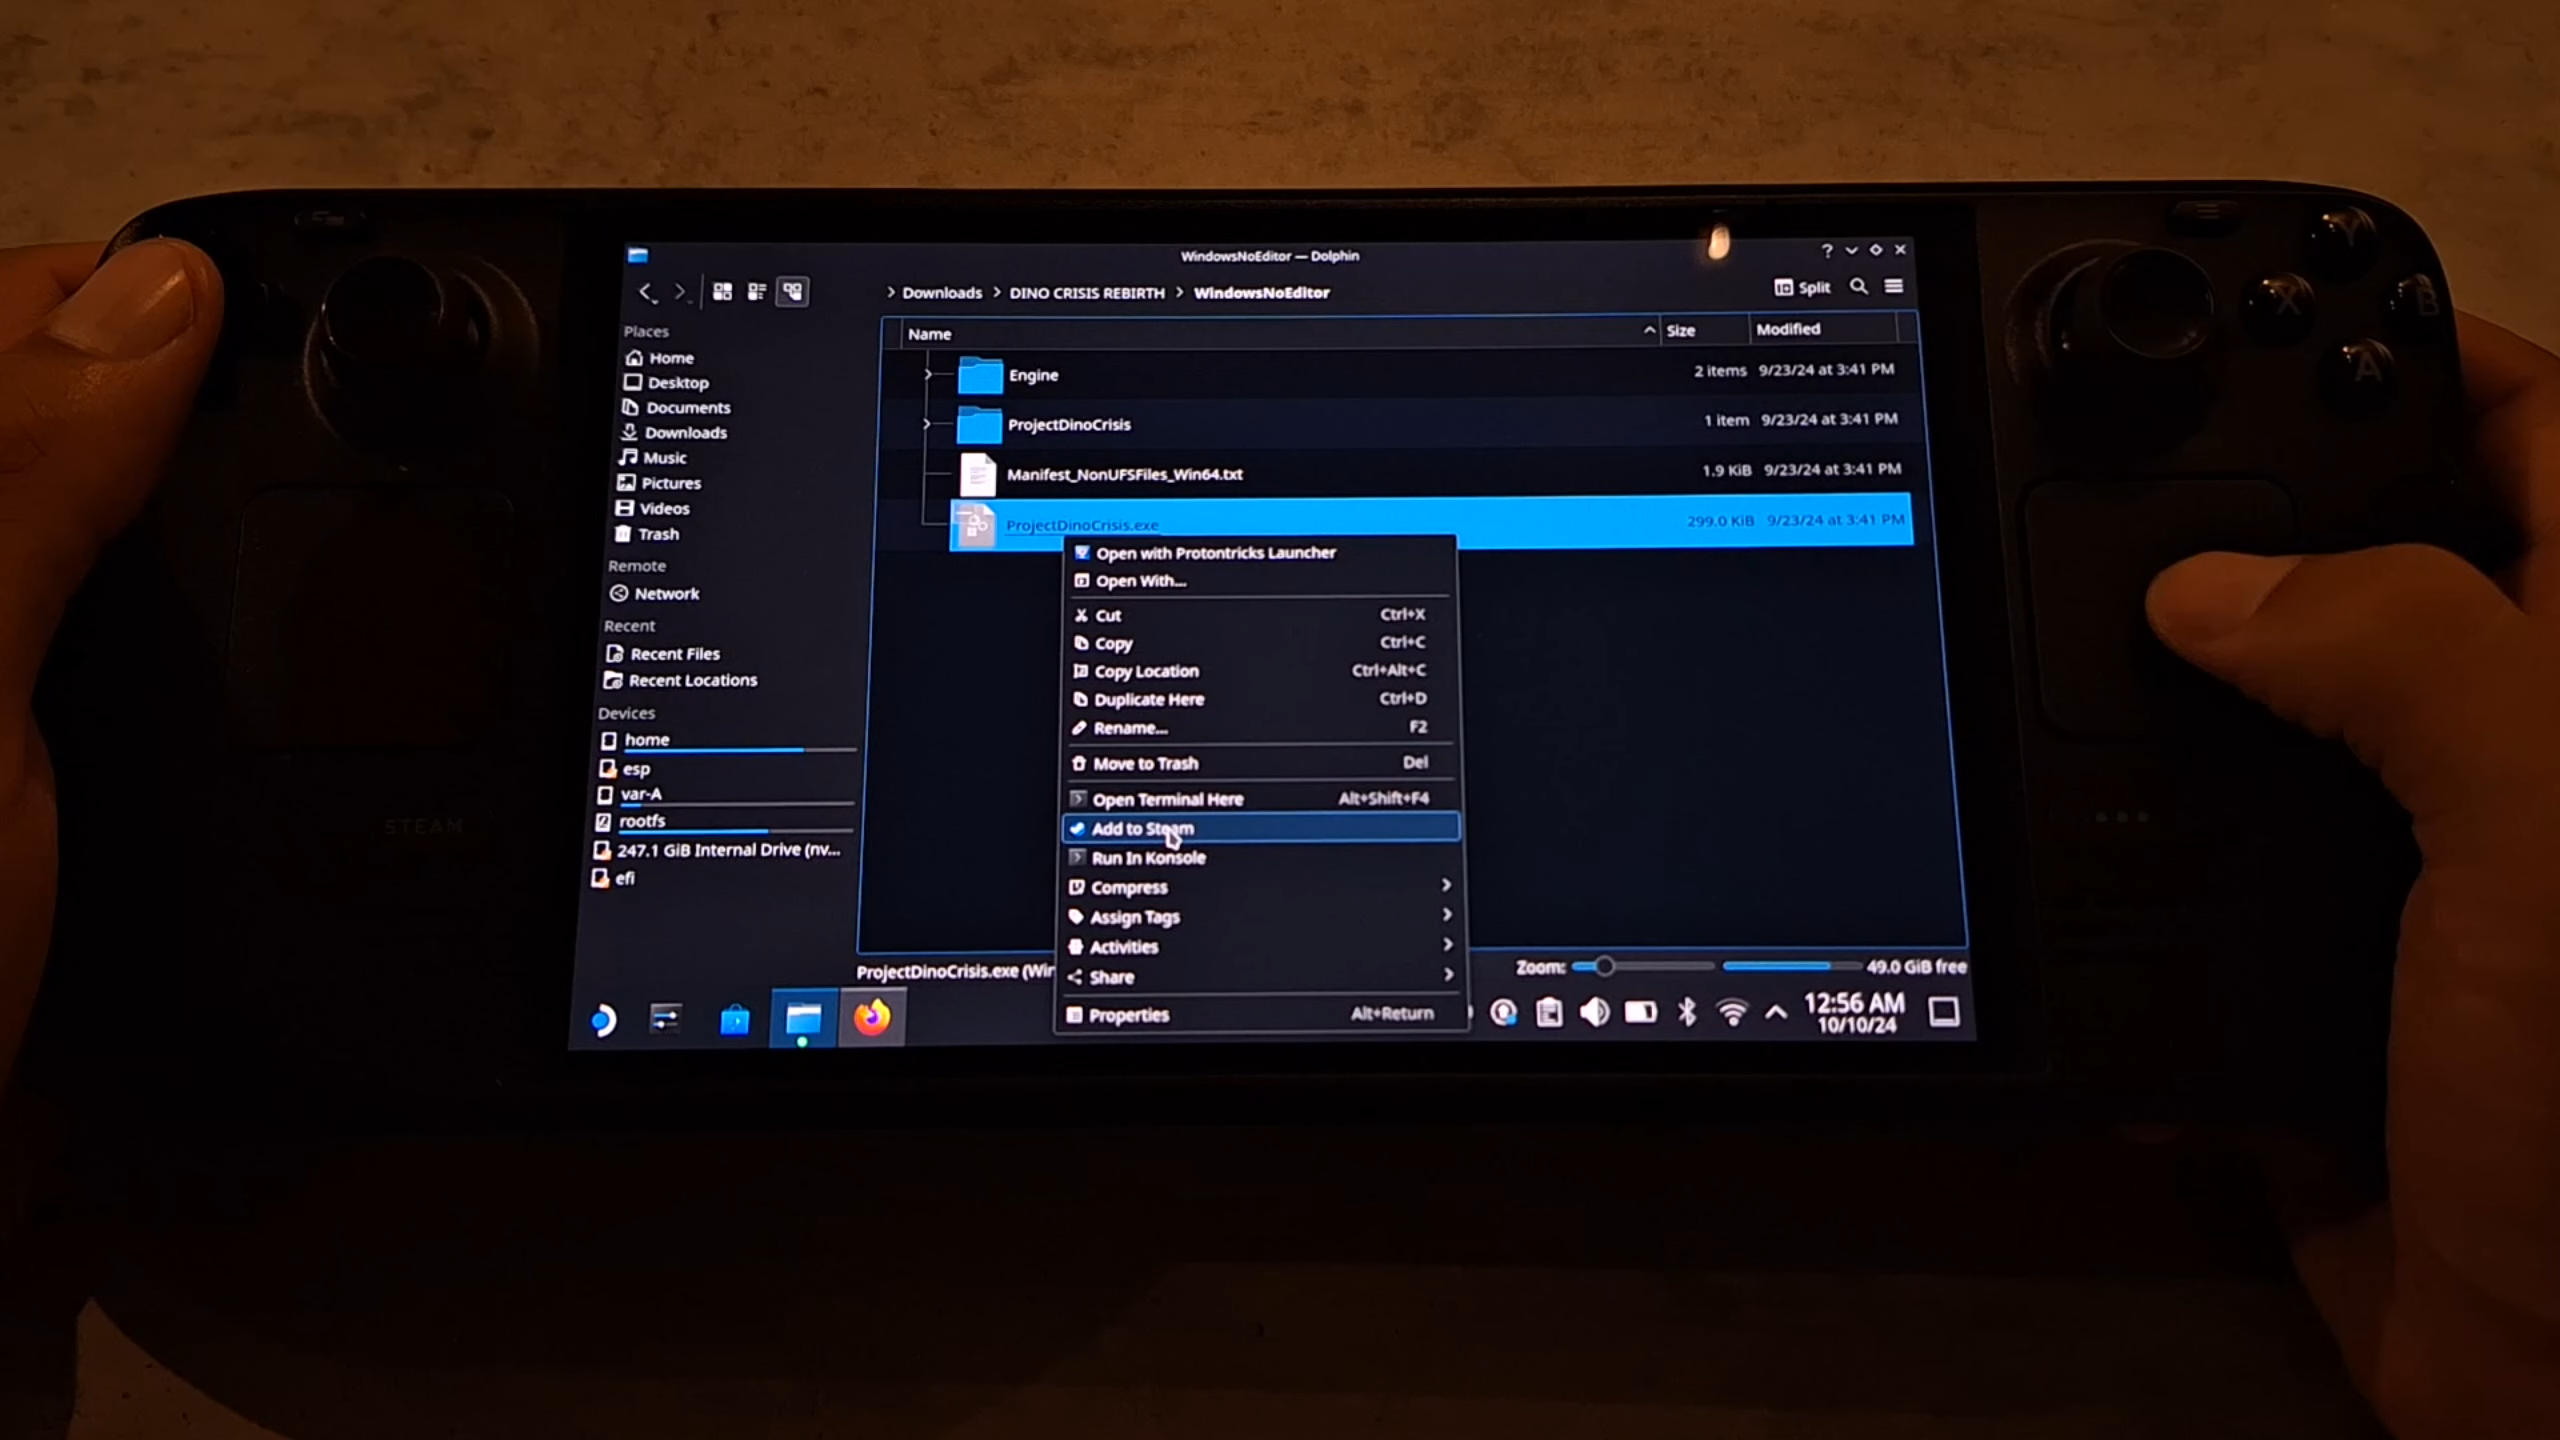 WindowsNoEditor — Dolphin
Downloads > DINO CRISIS REBIRTH > WindowsNoEditor
Split
Places
Home
Desktop
Documents
Downloads
Music
Pictures
Videos
Trash
Remote
Network
Recent
Recent Files
Recent Locations
Devices
home
esp
var-A
rootfs
247.1 GiB Internal Drive (nv...
efi
Name Size Modified
Engine 2 items 9/23/24 at 3:41 PM
ProjectDinoCrisis 1 item 9/23/24 at 3:41 PM
Manifest_NonUFSFiles_Win64.txt 1.9 KiB 9/23/24 at 3:41 PM
ProjectDinoCrisis.exe 299.0 KiB 9/23/24 at 3:41 PM
Open with Protontricks Launcher
Open With...
Cut Ctrl+X
Copy Ctrl+C
Copy Location Ctrl+Alt+C
Duplicate Here Ctrl+D
Rename... F2
Move to Trash Del
Open Terminal Here Alt+Shift+F4
Add to Steam
Run In Konsole
Compress
Assign Tags
Activities
Share
Properties Alt+Return
ProjectDinoCrisis.exe (Wir
Zoom: 49.0 GiB free
12:56 AM
10/10/24
STEAM
Y
X
B
A